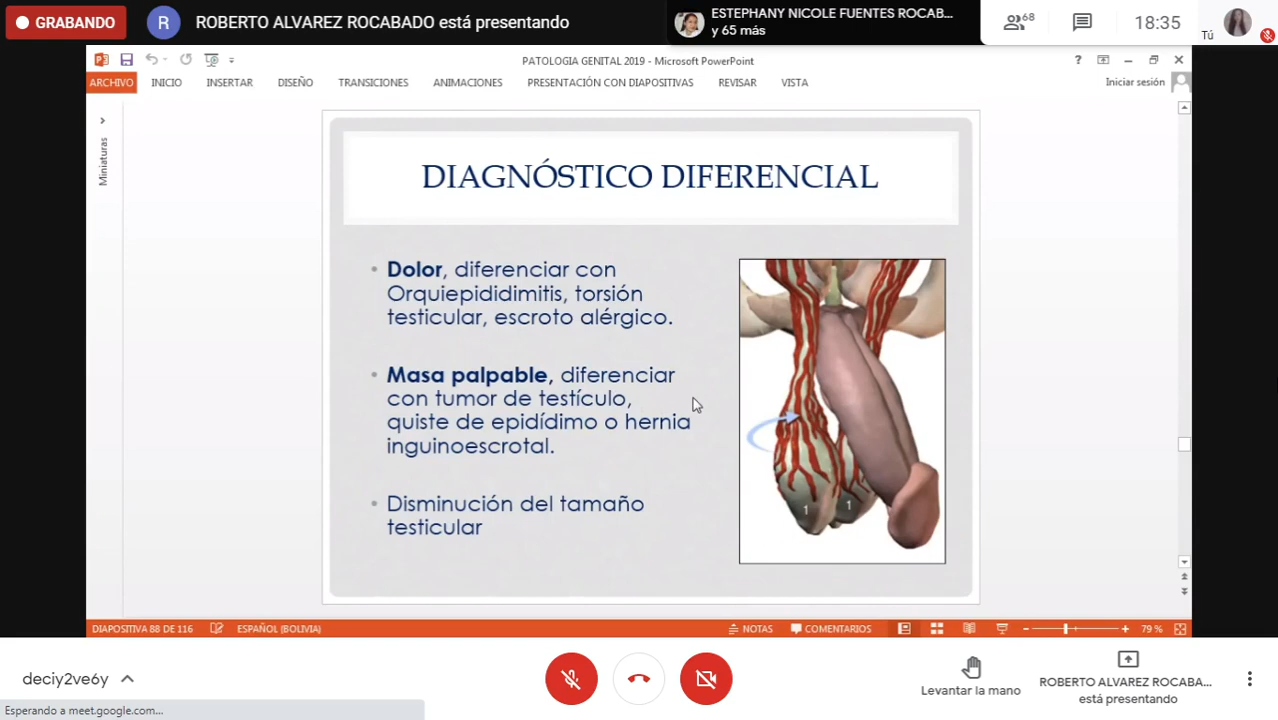 GRABANDO
R
ROBERTO ALVAREZ ROCABADO está presentando
ESTEPHANY NICOLE FUENTES ROCAB...
y 65 más
68
18:35
Tú
PATOLOGIA GENITAL 2019 - Microsoft PowerPoint
?
ARCHIVO INICIO INSERTAR DISEÑO TRANSICIONES ANIMACIONES PRESENTACIÓN CON DIAPOSITIVAS REVISAR VISTA
Iniciar sesión
Miniaturas
DIAGNÓSTICO DIFERENCIAL
• Dolor, diferenciar con
Orquiepididimitis, torsión
testicular, escroto alérgico.
• Masa palpable, diferenciar
con tumor de testículo,
quiste de epidídimo o hernia
inguinoescrotal.
• Disminución del tamaño
testicular
1 1
DIAPOSITIVA 88 DE 116 ESPAÑOL (BOLIVIA) NOTAS COMENTARIOS 79 %
deciy2ve6y
Levantar la mano
ROBERTO ALVAREZ ROCABA...
está presentando
Esperando a meet.google.com...